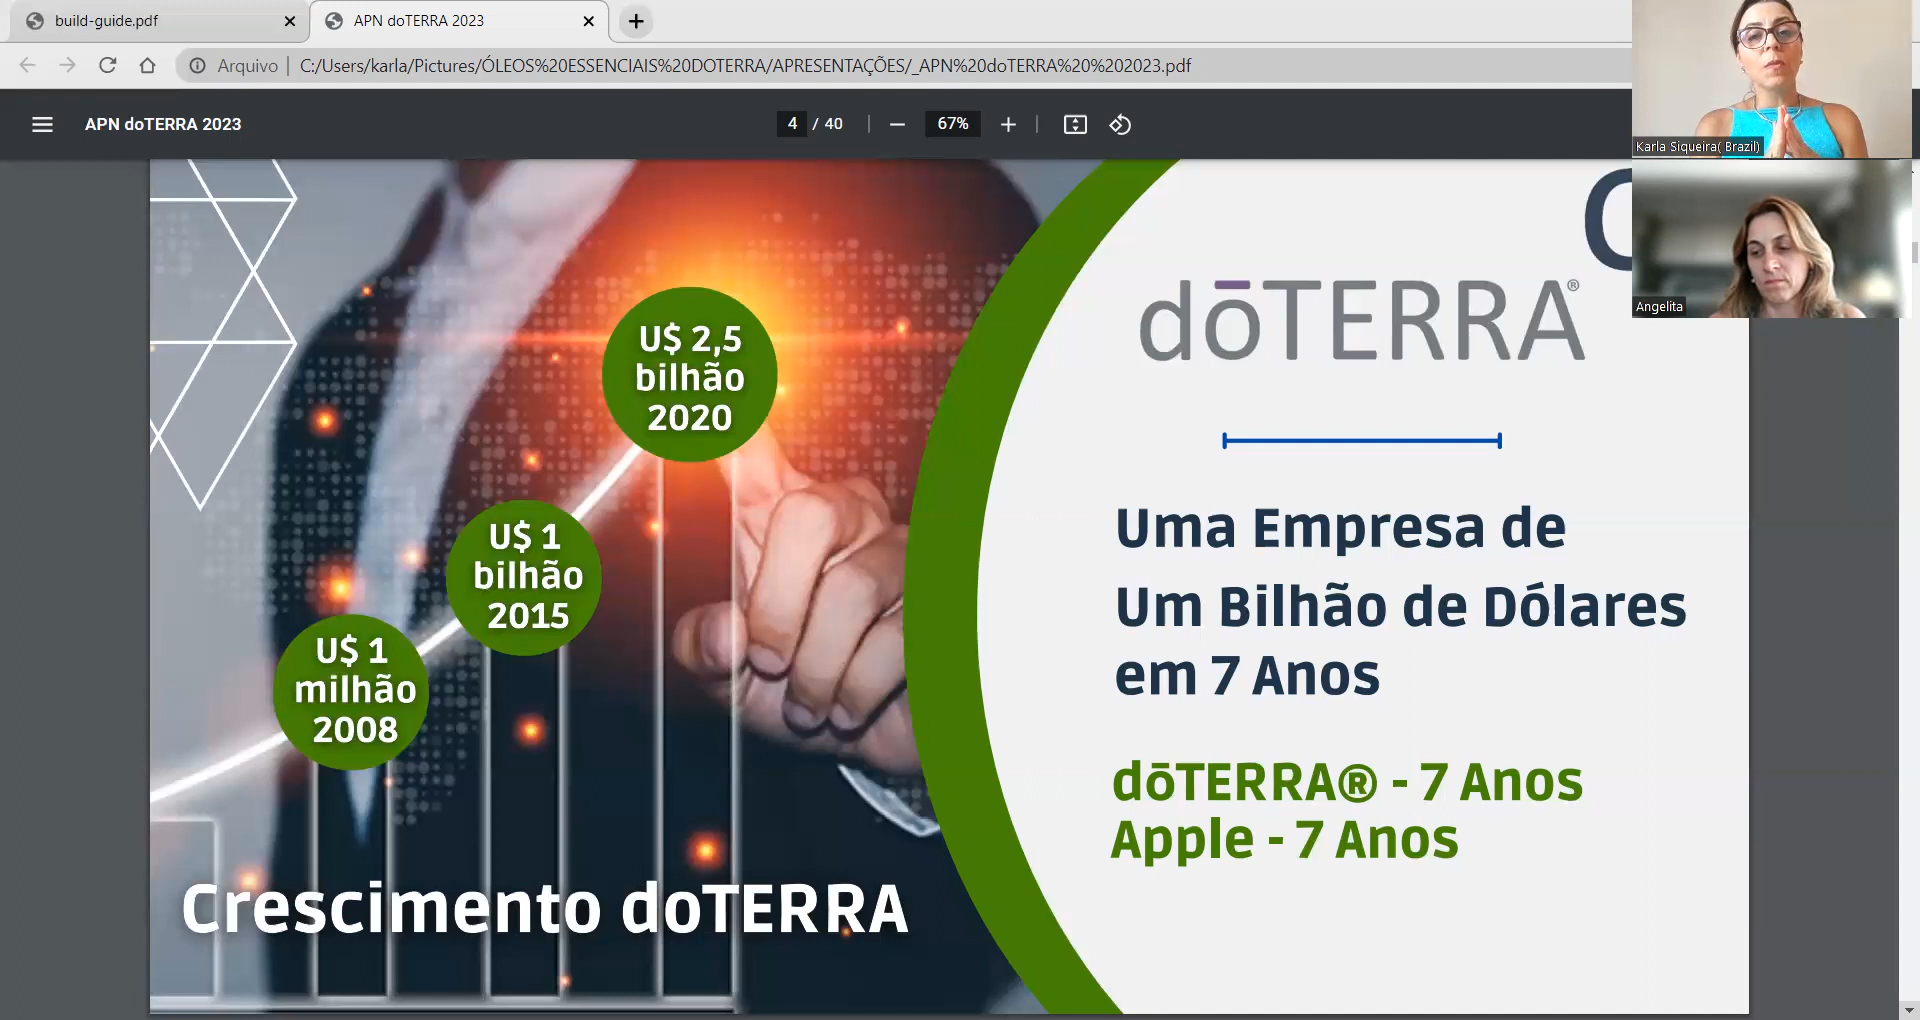 build-guide.pdf
APN doTERRA 2023
Arquivo
C:/Users/karla/Pictures/ÓLEOS%20ESSENCIAIS%20DOTERRA/APRESENTAÇÕES/_APN%20doTERRA%20%202023.pdf
APN doTERRA 2023
4 / 40
67%
Karla Siqueira( Brazil)
Angelita
U$ 2,5
bilhão
2020
U$ 1
bilhão
2015
U$ 1
milhão
2008
Crescimento doTERRA
dōTERRA®
Uma Empresa de
Um Bilhão de Dólares
em 7 Anos
dōTERRA® - 7 Anos
Apple - 7 Anos